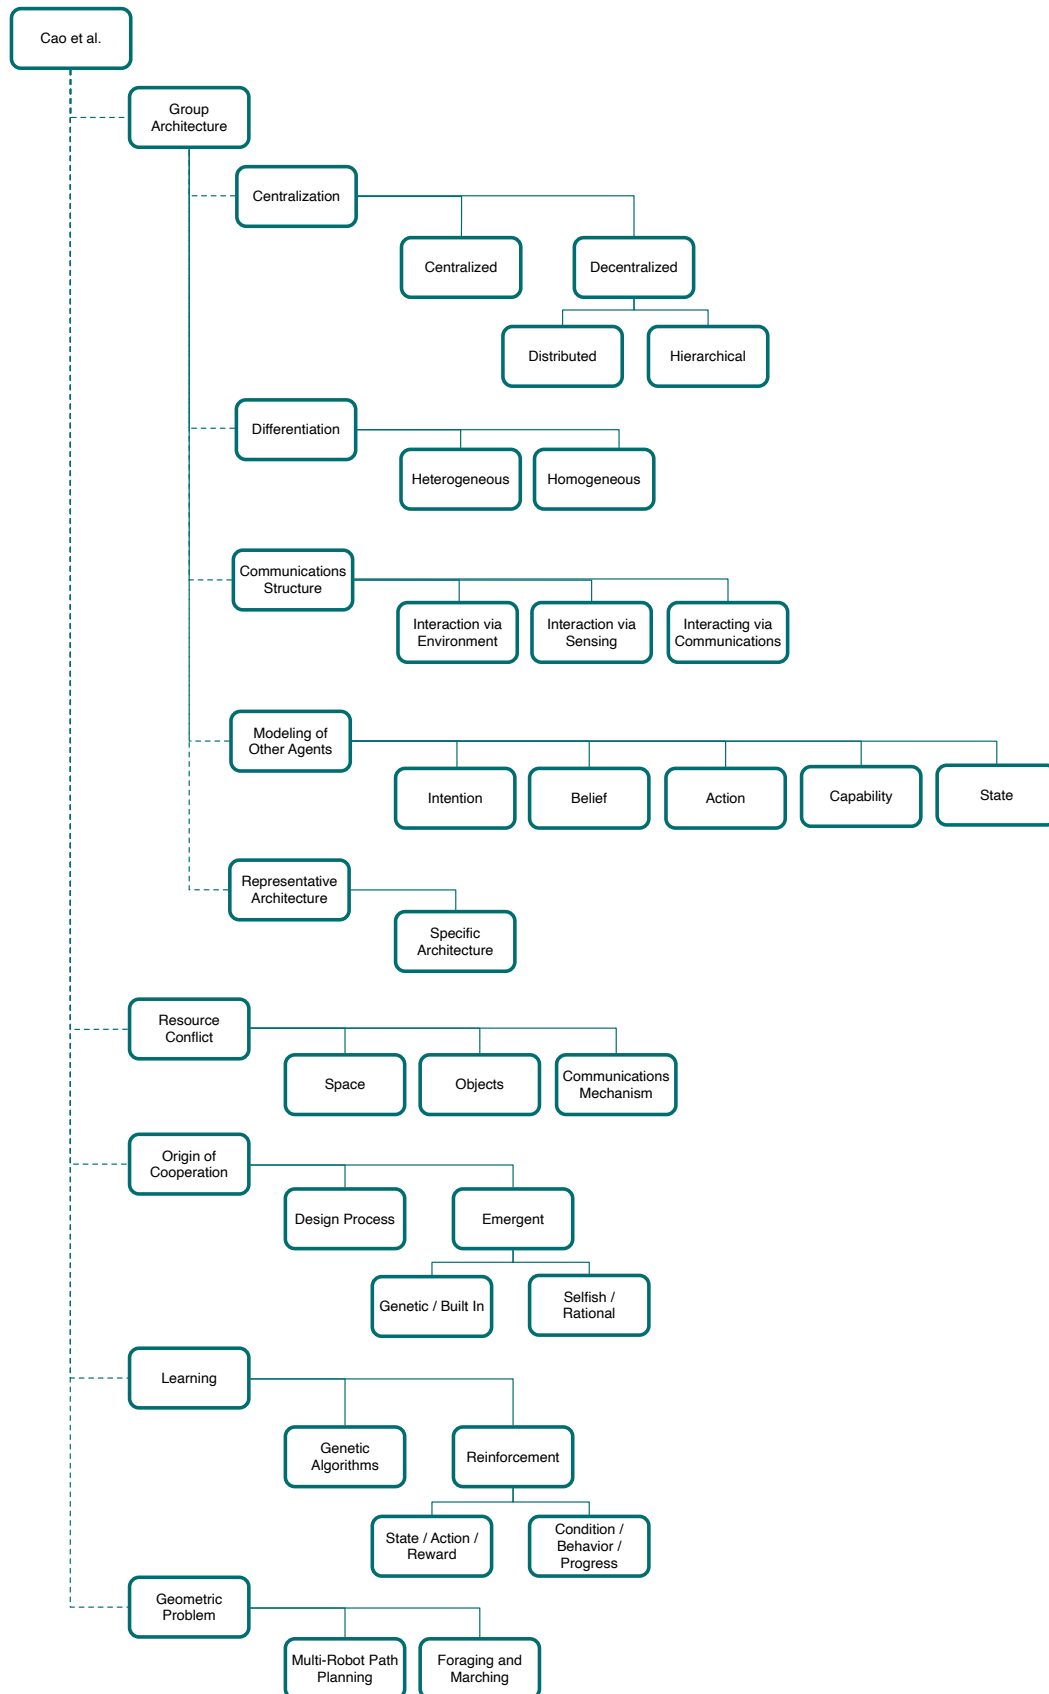 Cao et al.
Group
Architecture
Centralization
Centralized
Decentralized
Distributed
Hierarchical
Differentiation
Heterogeneous
Homogeneous
Communications
Structure
Interaction via
Environment
Interaction via
Sensing
Interacting via
Communications
Modeling of
Other Agents
Intention
Belief
Action
Capability
State
Representative
Architecture
Specific
Architecture
Resource
Conflict
Space
Objects
Communications
Mechanism
Origin of
Cooperation
Design Process
Emergent
Genetic / Built In
Selfish /
Rational
Learning
Genetic
Algorithms
Reinforcement
State / Action /
Reward
Condition /
Behavior /
Progress
Geometric
Problem
Multi-Robot Path
Planning
Foraging and
Marching